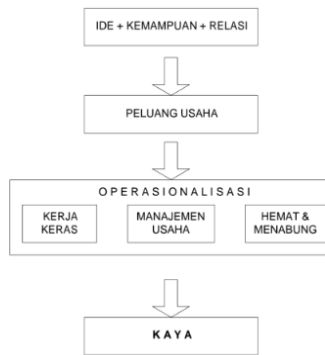 IDE + KEMAMPUAN + RELASI
PELUANG USAHA
OPERASIONALISASI
KERJA
KERAS
MANAJEMEN
USAHA
HEMAT &
MENABUNG
KAYA